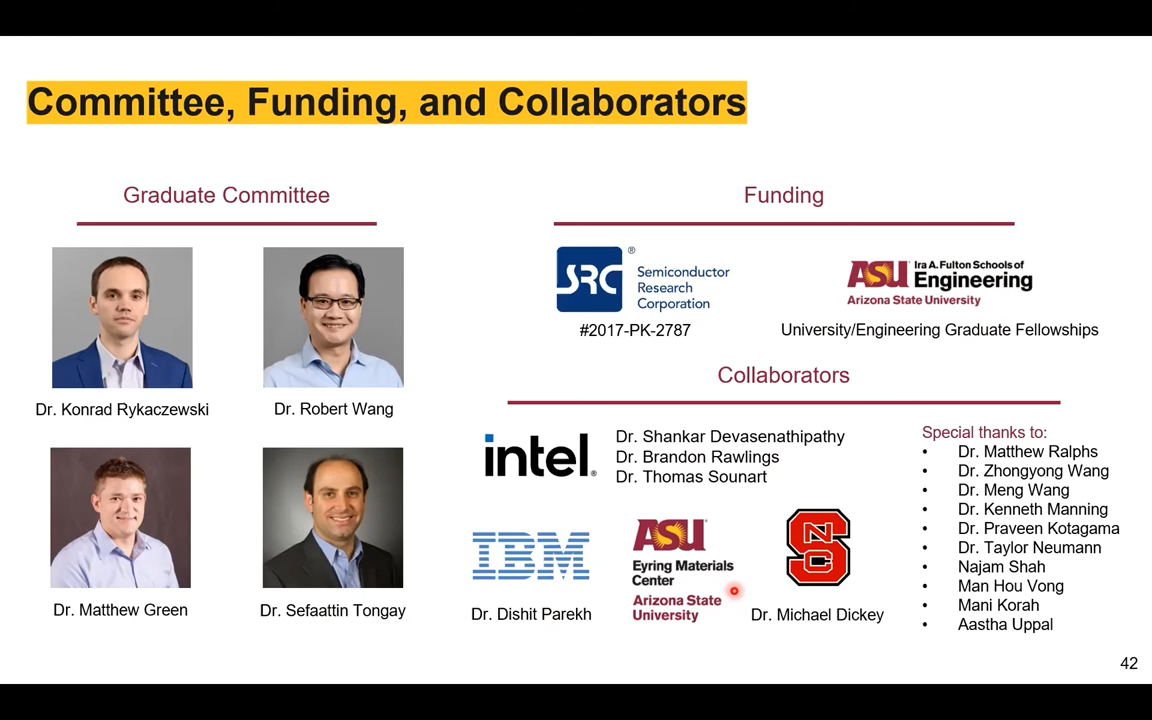 Committee, Funding, and Collaborators
Graduate Committee
Dr. Konrad Rykaczewski
Dr. Robert Wang
Dr. Matthew Green
Dr. Sefaattin Tongay
Funding
SRC®
Semiconductor
Research
Corporation
#2017-PK-2787
ASU Ira A. Fulton Schools of
Engineering
Arizona State University
University/Engineering Graduate Fellowships
Collaborators
intel®
Dr. Shankar Devasenathipathy
Dr. Brandon Rawlings
Dr. Thomas Sounart
IBM
Dr. Dishit Parekh
ASU®
Eyring Materials
Center
Arizona State
University
NSC
Dr. Michael Dickey
Special thanks to:
• Dr. Matthew Ralphs
• Dr. Zhongyong Wang
• Dr. Meng Wang
• Dr. Kenneth Manning
• Dr. Praveen Kotagama
• Dr. Taylor Neumann
• Najam Shah
• Man Hou Vong
• Mani Korah
• Aastha Uppal
42